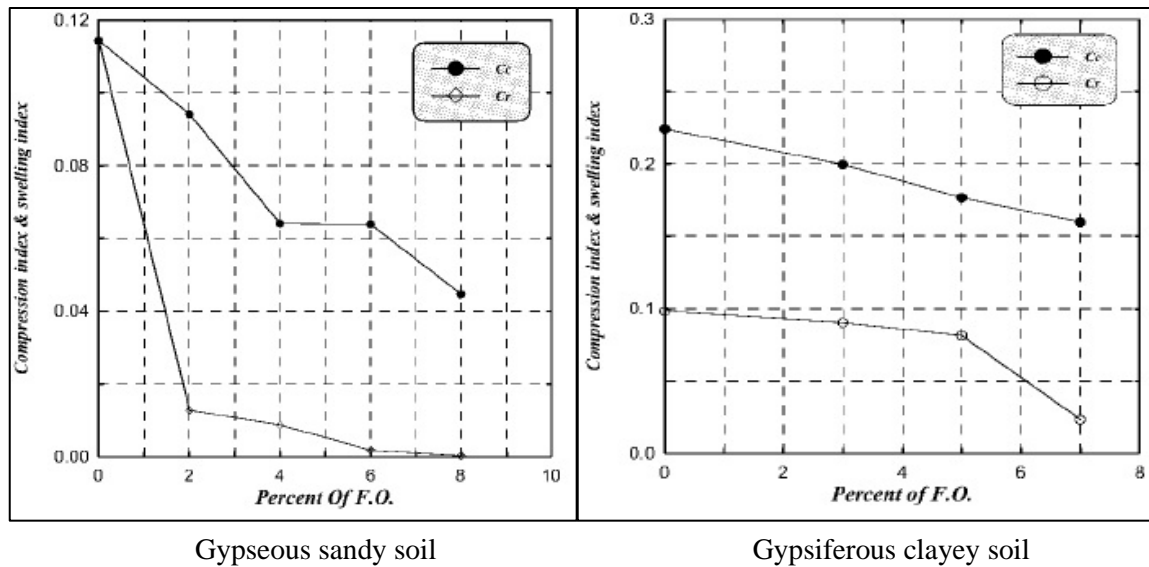 0.12
0.08
0.04
0.00
Compression index & swelling index
Cc
Cr
0 2 4 6 8 10
Percent Of F.O.
0.3
0.2
0.1
0.0
Compression index & swelling index
Cc
Cr
0 2 4 6 8
Percent of F.O.
Gypseous sandy soil
Gypsiferous clayey soil